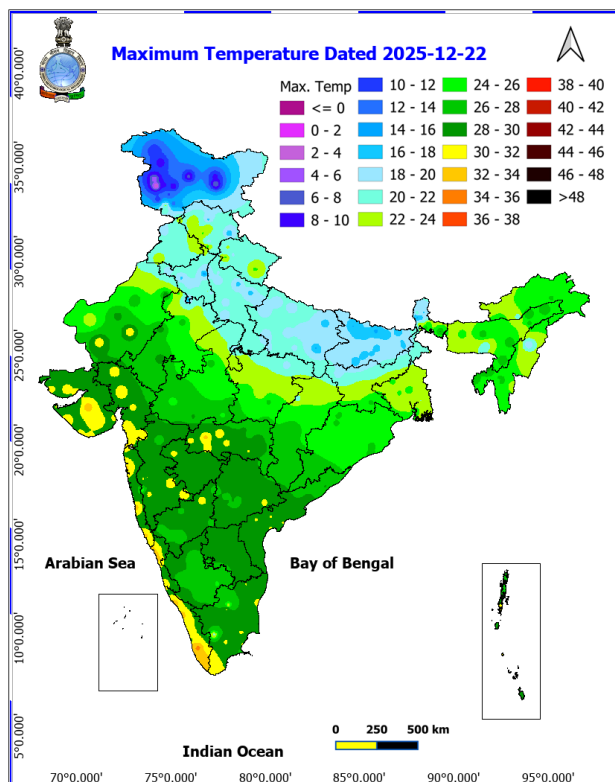 Maximum Temperature Dated 2025-12-22
Max. Temp
<= 0
0 - 2
2 - 4
4 - 6
6 - 8
8 - 10
10 - 12
12 - 14
14 - 16
16 - 18
18 - 20
20 - 22
22 - 24
24 - 26
26 - 28
28 - 30
30 - 32
32 - 34
34 - 36
36 - 38
38 - 40
40 - 42
42 - 44
44 - 46
46 - 48
>48
40°0.000'
35°0.000'
30°0.000'
25°0.000'
20°0.000'
15°0.000'
10°0.000'
5°0.000'
Arabian Sea
Bay of Bengal
Indian Ocean
0 250 500 km
70°0.000' 75°0.000' 80°0.000' 85°0.000' 90°0.000' 95°0.000'